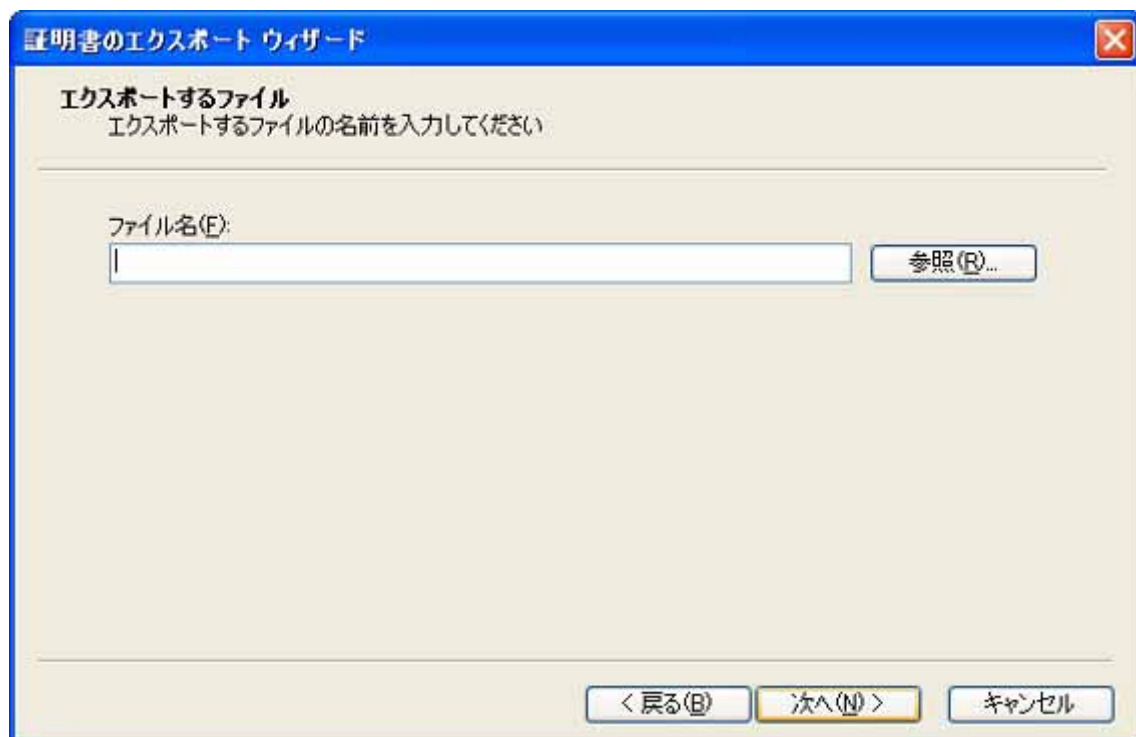 証明書のエクスポート ウィザード
エクスポートするファイル
エクスポートするファイルの名前を入力してください
ファイル名(F):
参照(R)...
< 戻る(B)
次へ(N) >
キャンセル